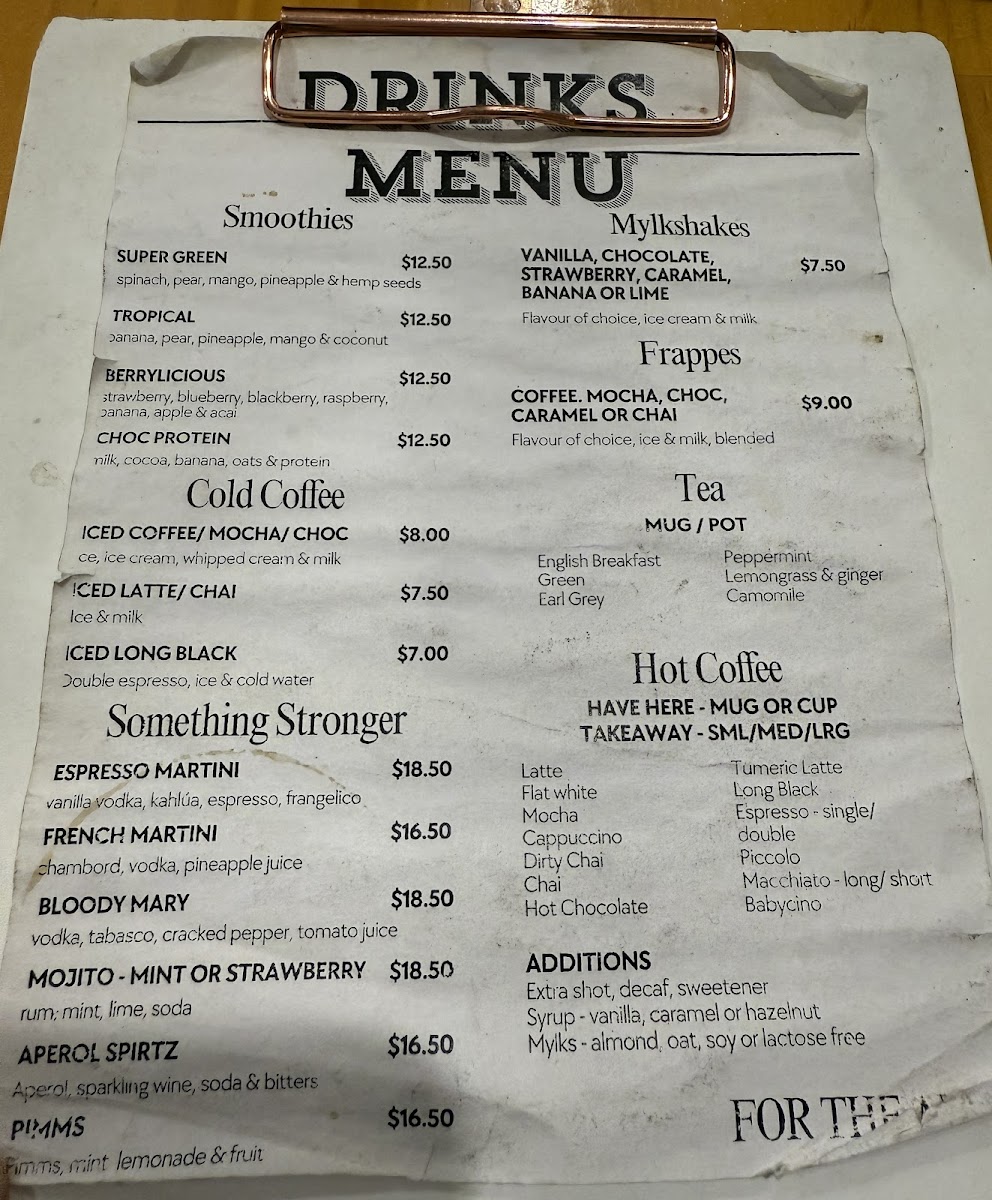 DRINKS
MENU
Smoothies
SUPER GREEN $12.50
spinach, pear, mango, pineapple & hemp seeds
TROPICAL $12.50
banana, pear, pineapple, mango & coconut
BERRYLICIOUS $12.50
strawberry, blueberry, blackberry, raspberry,
banana, apple & acai
CHOC PROTEIN $12.50
milk, cocoa, banana, oats & protein
Cold Coffee
ICED COFFEE/ MOCHA/ CHOC $8.00
ice, ice cream, whipped cream & milk
ICED LATTE/ CHAI $7.50
Ice & milk
ICED LONG BLACK $7.00
Double espresso, ice & cold water
Something Stronger
ESPRESSO MARTINI $18.50
vanilla vodka, kahlúa, espresso, frangelico
FRENCH MARTINI $16.50
chambord, vodka, pineapple juice
BLOODY MARY $18.50
vodka, tabasco, cracked pepper, tomato juice
MOJITO - MINT OR STRAWBERRY $18.50
rum, mint, lime, soda
APEROL SPIRTZ $16.50
Aperol, sparkling wine, soda & bitters
PIMMS $16.50
Pimms, mint lemonade & fruit
Mylkshakes
VANILLA, CHOCOLATE, $7.50
STRAWBERRY, CARAMEL,
BANANA OR LIME
Flavour of choice, ice cream & milk
Frappes
COFFEE. MOCHA, CHOC, $9.00
CARAMEL OR CHAI
Flavour of choice, ice & milk, blended
Tea
MUG / POT
English Breakfast
Green
Earl Grey
Peppermint
Lemongrass & ginger
Camomile
Hot Coffee
HAVE HERE - MUG OR CUP
TAKEAWAY - SML/MED/LRG
Latte
Flat white
Mocha
Cappuccino
Dirty Chai
Chai
Hot Chocolate
Tumeric Latte
Long Black
Espresso - single/
double
Piccolo
Macchiato - long/ short
Babycino
ADDITIONS
Extra shot, decaf, sweetener
Syrup - vanilla, caramel or hazelnut
Mylks - almond, oat, soy or lactose free
FOR THE